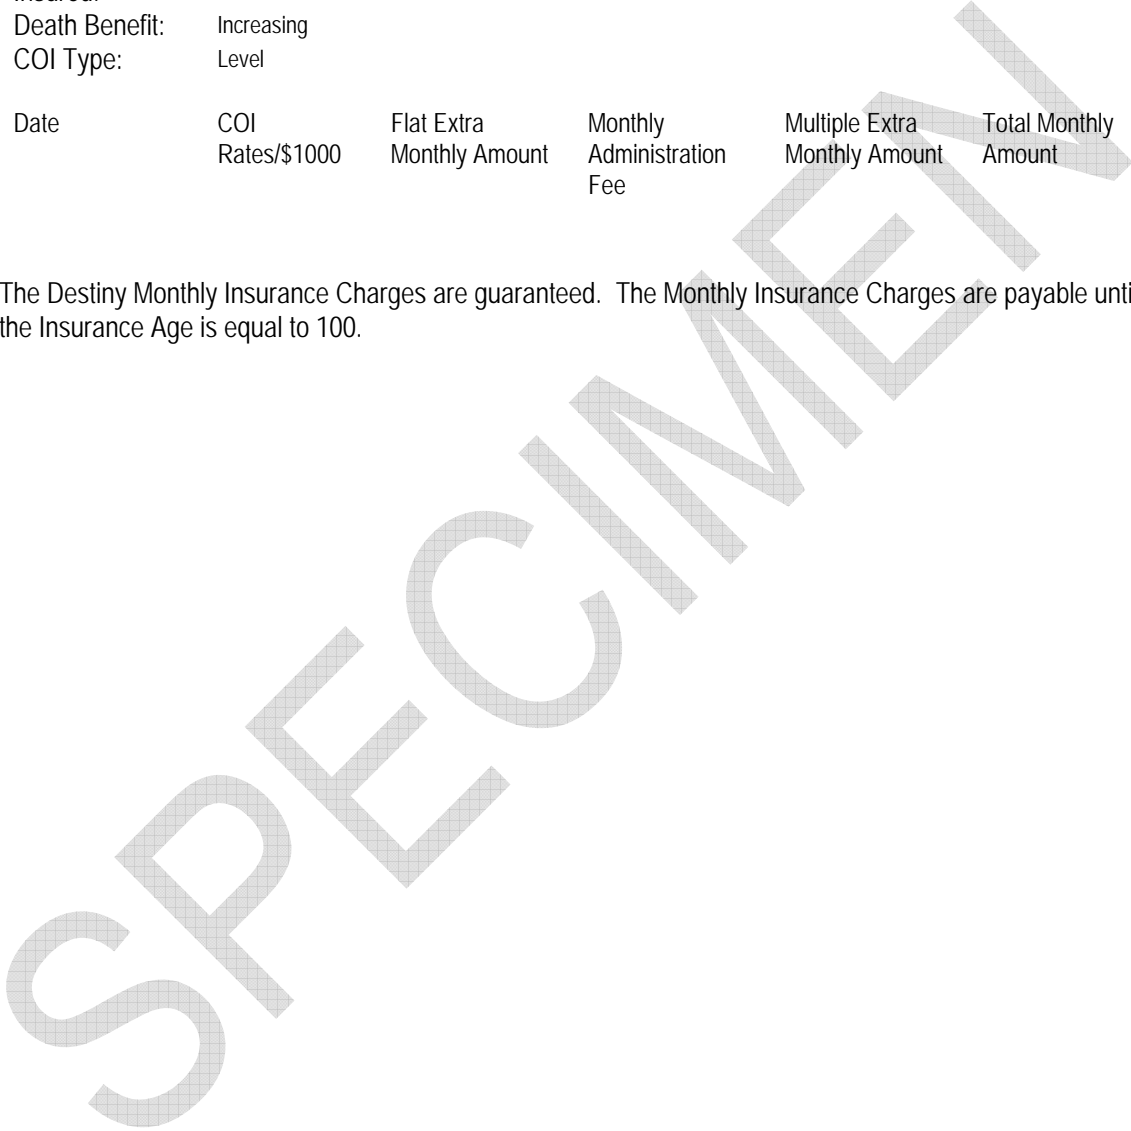 Insured:
Death Benefit: Increasing
COI Type: Level
Date COI Flat Extra Monthly Multiple Extra Total Monthly
Rates/$1000 Monthly Amount Administration Monthly Amount Amount
Fee
The Destiny Monthly Insurance Charges are guaranteed. The Monthly Insurance Charges are payable unti
the Insurance Age is equal to 100.
SPECIMEN